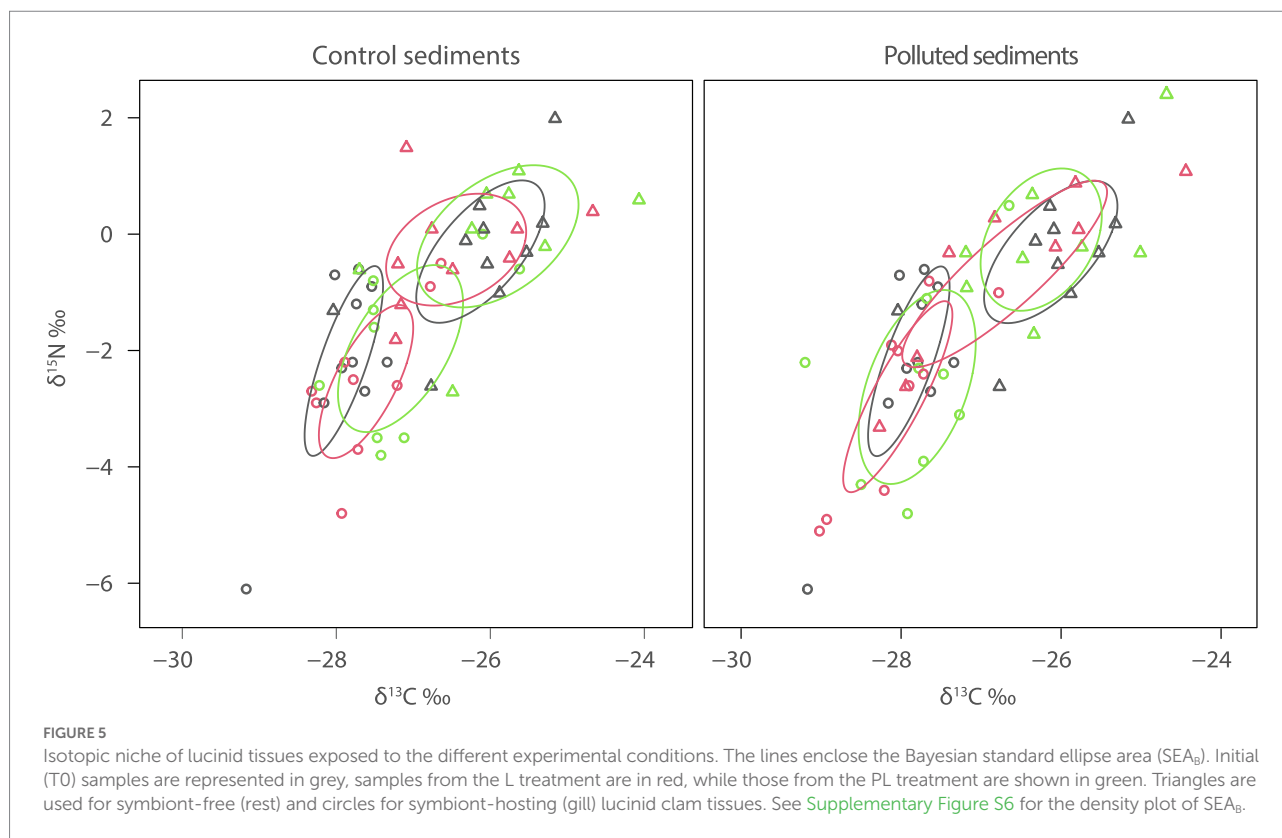 Control sediments
Polluted sediments
2
0
−2
−4
−6
δ¹⁵N ‰
−30
−28
−26
−24
−30
−28
−26
−24
δ¹³C ‰
δ¹³C ‰
FIGURE 5
Isotopic niche of lucinid tissues exposed to the different experimental conditions. The lines enclose the Bayesian standard ellipse area (SEA_B). Initial
(T0) samples are represented in grey, samples from the L treatment are in red, while those from the PL treatment are shown in green. Triangles are
used for symbiont-free (rest) and circles for symbiont-hosting (gill) lucinid clam tissues. See Supplementary Figure S6 for the density plot of SEA_B.